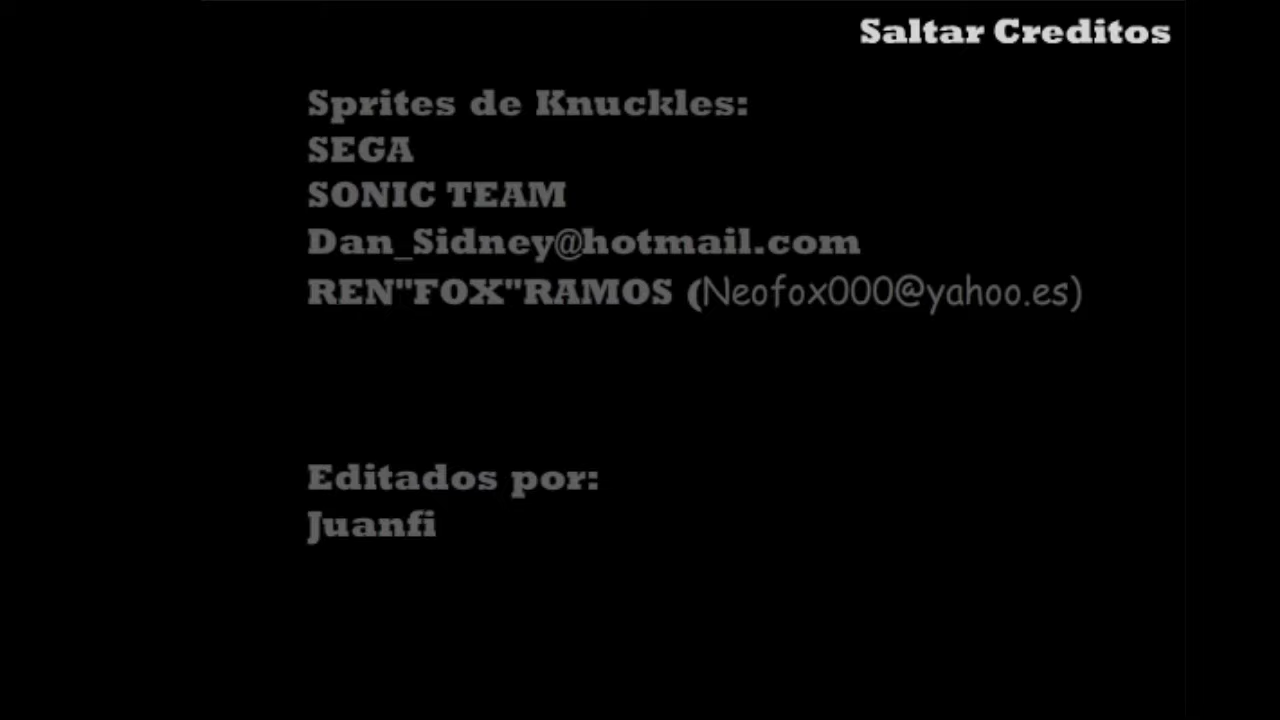 Saltar Creditos
Sprites de Knuckles:
SEGA
SONIC TEAM
Dan_Sidney@hotmail.com
REN"FOX"RAMOS (Neofox000@yahoo.es)
Editados por:
Juanfi